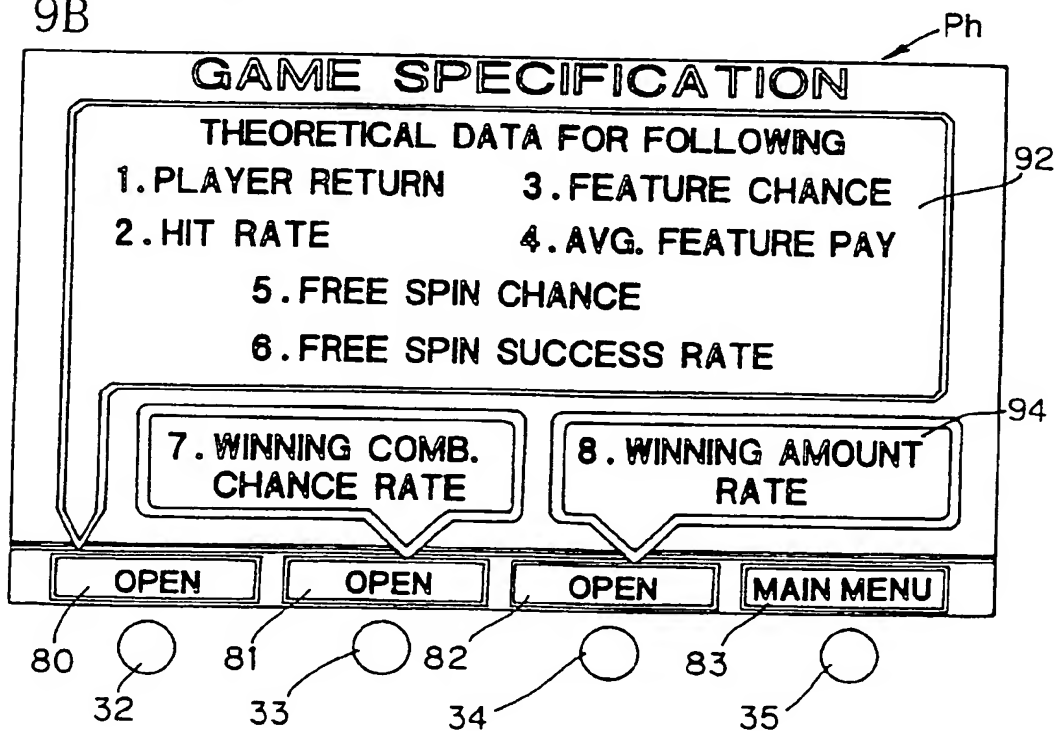 9B
Ph
GAME SPECIFICATION
THEORETICAL DATA FOR FOLLOWING
92
1. PLAYER RETURN 3. FEATURE CHANCE
2. HIT RATE 4. AVG. FEATURE PAY
5. FREE SPIN CHANCE
6. FREE SPIN SUCCESS RATE
94
7. WINNING COMB.
CHANCE RATE
8. WINNING AMOUNT
RATE
OPEN OPEN OPEN MAIN MENU
80 81 82 83
32 33 34 35